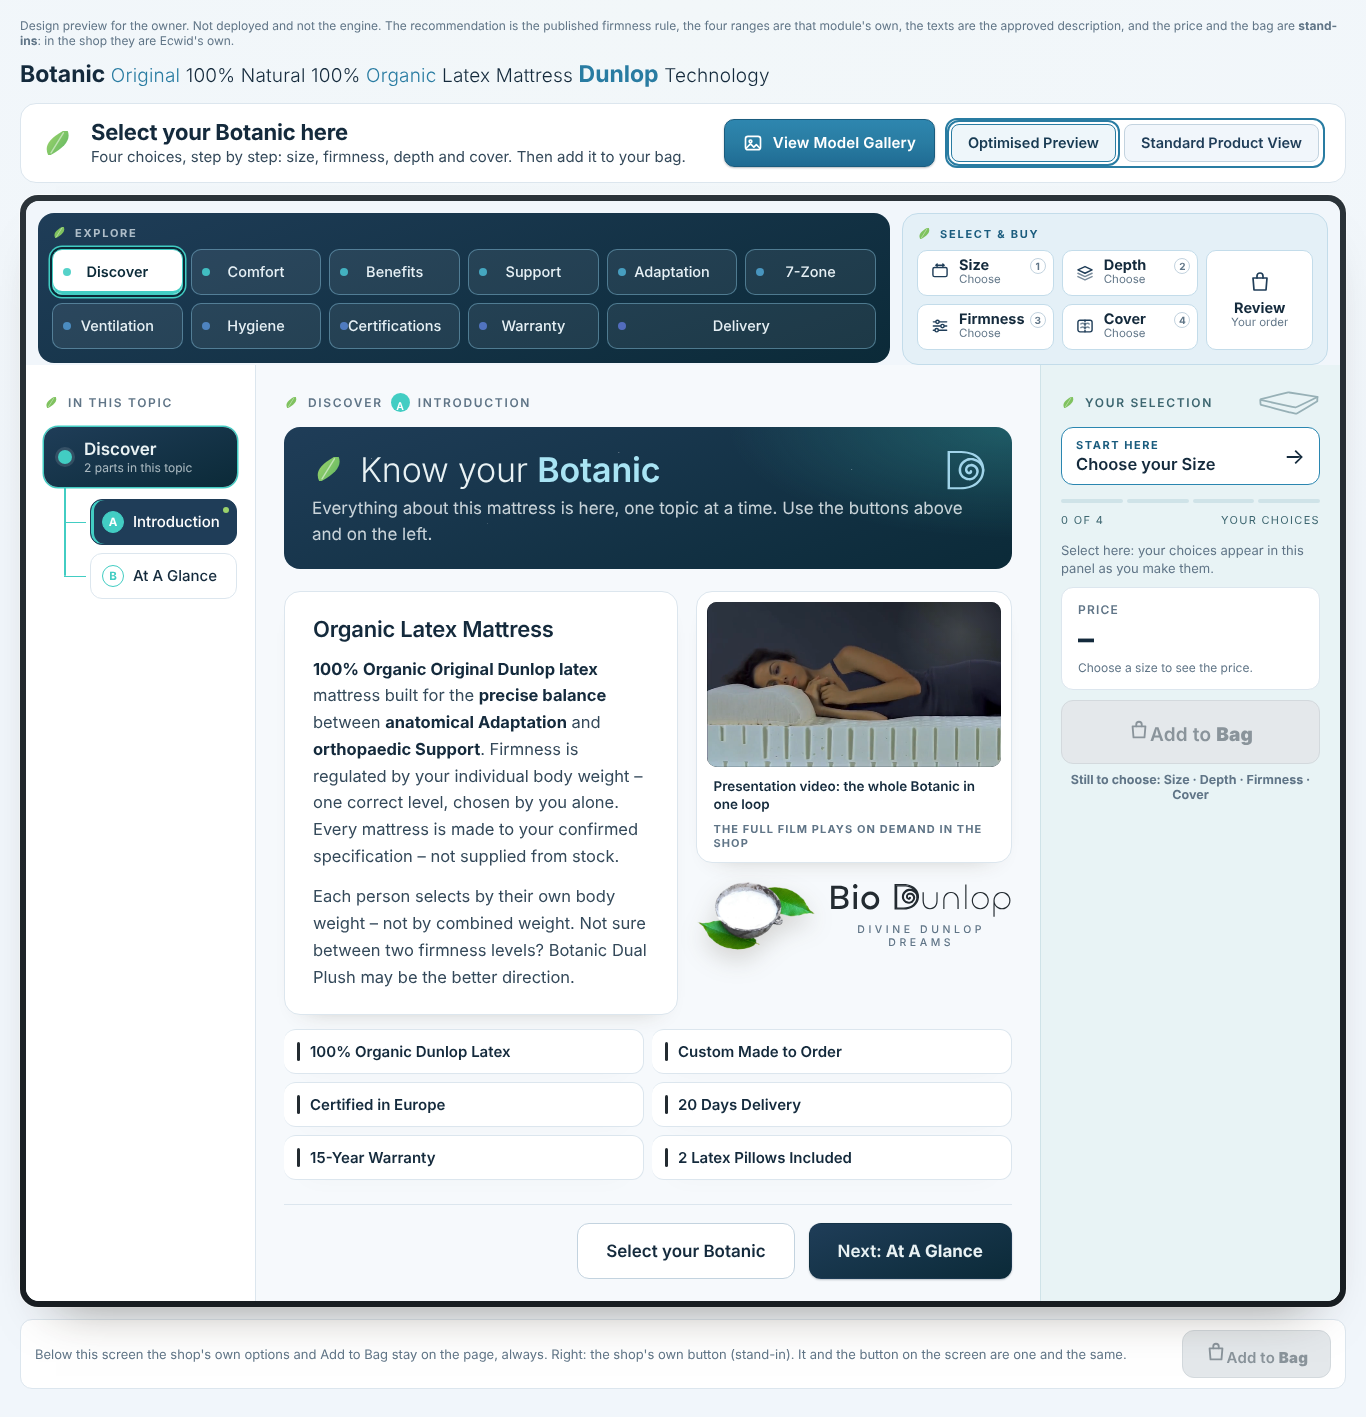 Design preview for the owner. Not deployed and not the engine. The recommendation is the published firmness rule, the four ranges are that module's own, the texts are the approved description, and the price and the bag are stand-
ins: in the shop they are Ecwid's own.
Botanic Original 100% Natural 100% Organic Latex Mattress Dunlop Technology
Select your Botanic here
Four choices, step by step: size, firmness, depth and cover. Then add it to your bag.
View Model Gallery
Optimised Preview
Standard Product View
EXPLORE
Discover
Comfort
Benefits
Support
Adaptation
7-Zone
Ventilation
Hygiene
Certifications
Warranty
Delivery
SELECT & BUY
Size
Choose
1
Depth
Choose
2
Firmness
Choose
3
Cover
Choose
4
Review
Your order
IN THIS TOPIC
Discover
2 parts in this topic
A Introduction
B At A Glance
DISCOVER A INTRODUCTION
Know your Botanic
Everything about this mattress is here, one topic at a time. Use the buttons above
and on the left.
Organic Latex Mattress
100% Organic Original Dunlop latex
mattress built for the precise balance
between anatomical Adaptation and
orthopaedic Support. Firmness is
regulated by your individual body weight –
one correct level, chosen by you alone.
Every mattress is made to your confirmed
specification – not supplied from stock.
Each person selects by their own body
weight – not by combined weight. Not sure
between two firmness levels? Botanic Dual
Plush may be the better direction.
Presentation video: the whole Botanic in
one loop
THE FULL FILM PLAYS ON DEMAND IN THE
SHOP
Bio Dunlop
DIVINE DUNLOP
DREAMS
100% Organic Dunlop Latex
Custom Made to Order
Certified in Europe
20 Days Delivery
15-Year Warranty
2 Latex Pillows Included
Select your Botanic
Next: At A Glance
YOUR SELECTION
START HERE
Choose your Size
0 OF 4
YOUR CHOICES
Select here: your choices appear in this
panel as you make them.
PRICE
–
Choose a size to see the price.
Add to Bag
Still to choose: Size · Depth · Firmness ·
Cover
Below this screen the shop's own options and Add to Bag stay on the page, always. Right: the shop's own button (stand-in). It and the button on the screen are one and the same.
Add to Bag